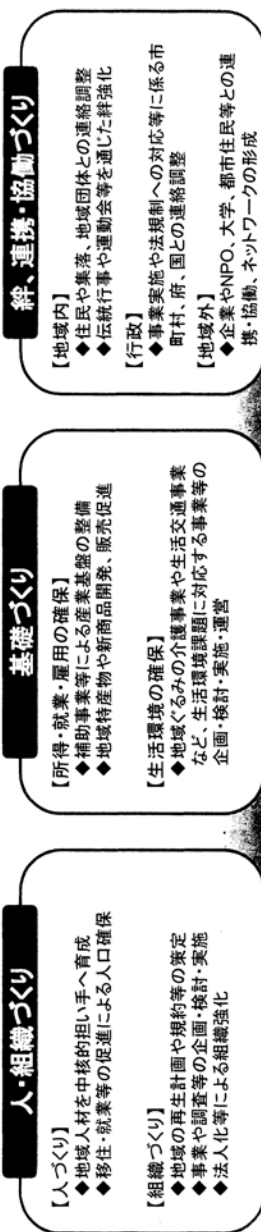 人・組織づくり
【人づくり】
◆地域人材を中核的担い手へ育成
◆移住・就業等の促進による人口確保
【組織づくり】
◆地域の再生計画や規約等の策定
◆事業や調査等の企画・検討・実施
◆法人化等による組織強化
基礎づくり
【所得・就業・雇用の確保】
◆補助事業等による産業基盤の整備
◆地域特産物や新商品開発、販売促進
【生活環境の確保】
◆地域ぐるみの介護事業や生活交通事業
など、生活環境課題に対応する事業等の
企画・検討・実施・運営
絆、連携・協働づくり
【地域内】
◆住民や集落、地域団体との連絡調整
◆伝統行事や運動会等を通じた絆強化
【行政】
◆事業実施や法規制への対応等に係る市
町村、府、国との連絡調整
【地域外】
◆企業やNPO、大学、都市住民等との連
携・協働、ネットワークの形成